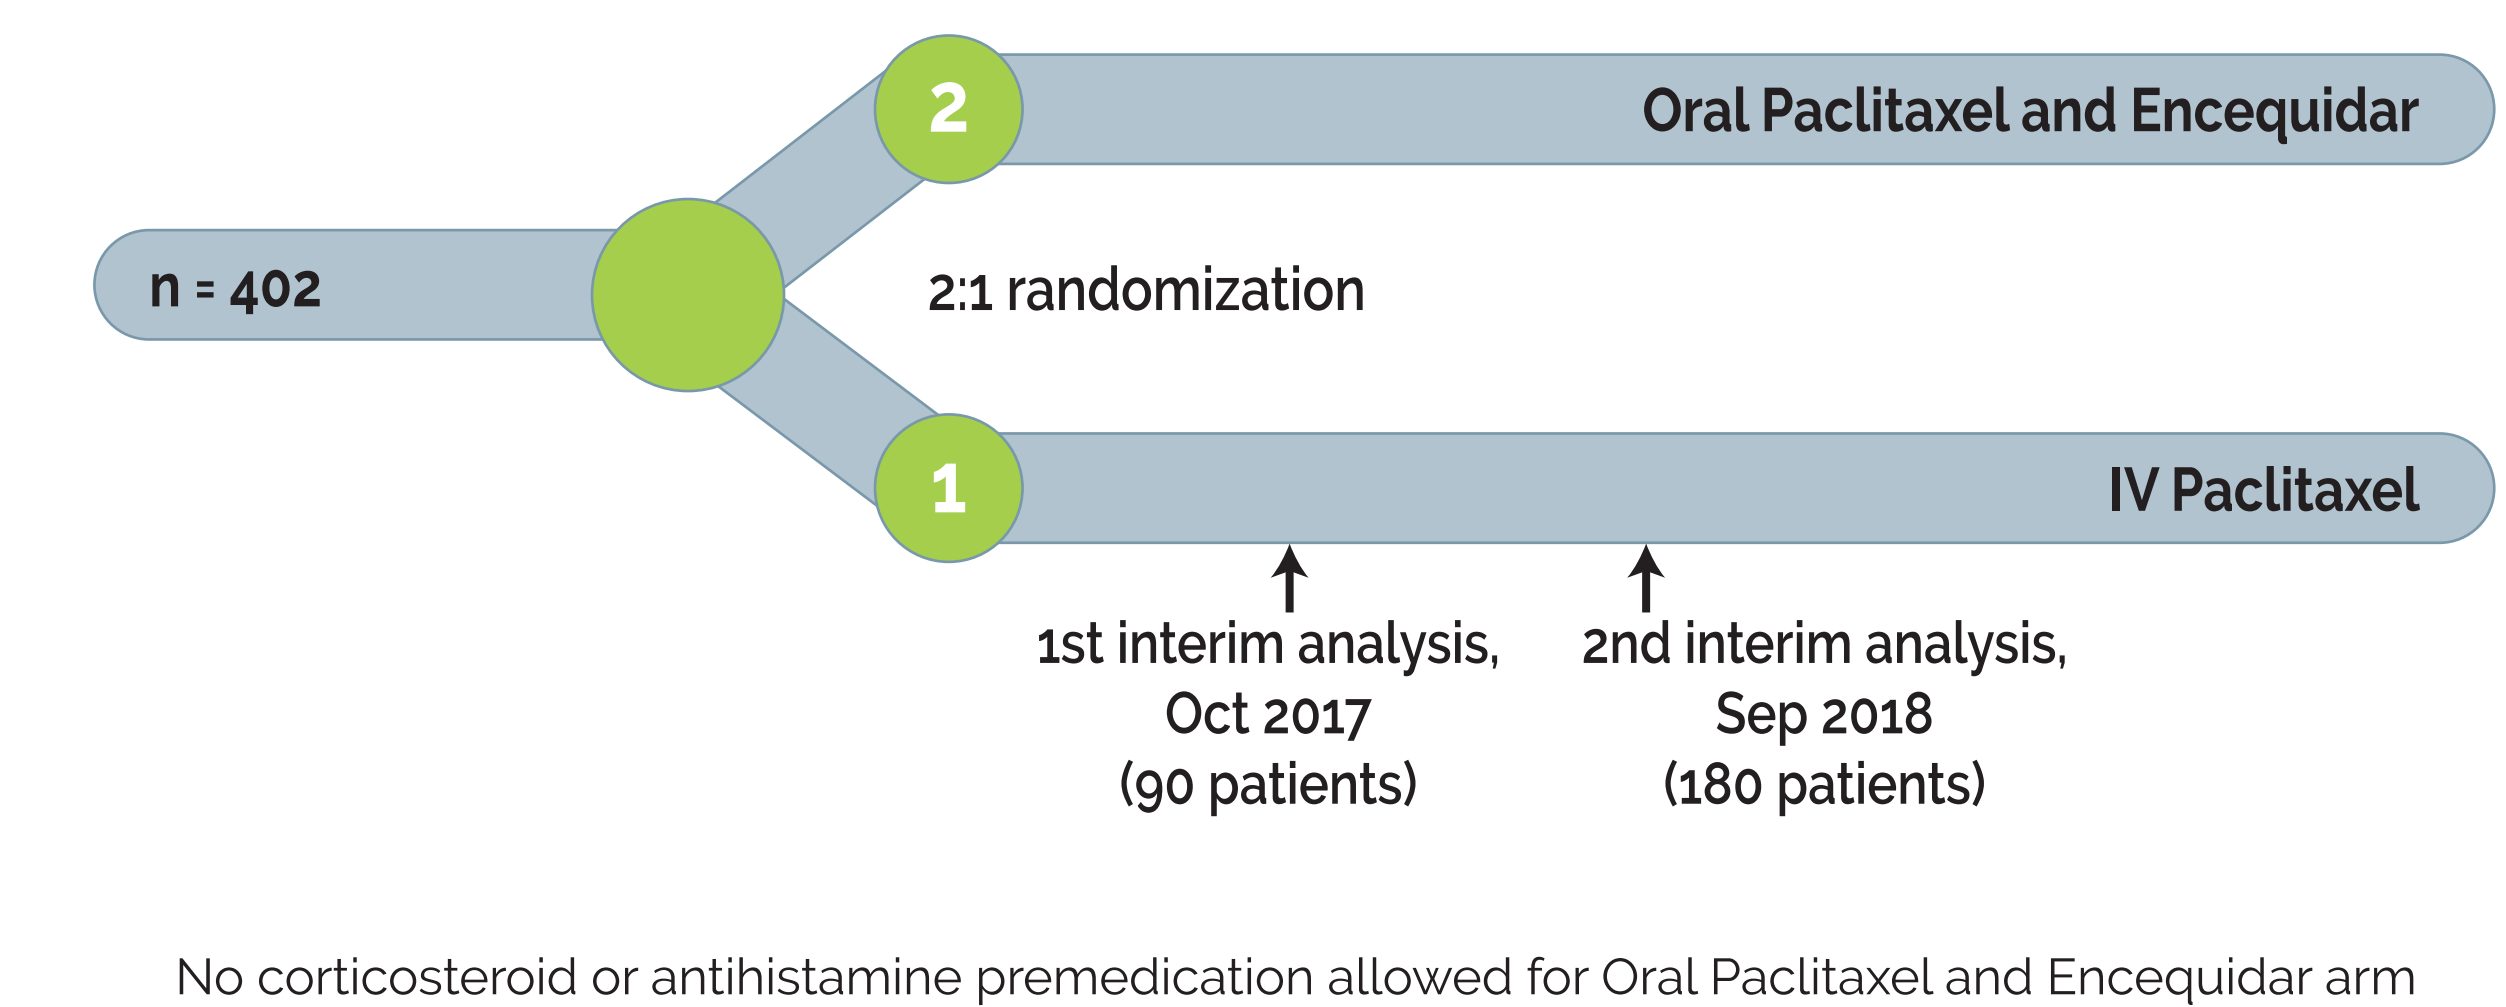 2
Oral Paclitaxel and Encequidar
n = 402
2:1 randomization
1
IV Paclitaxel
1st interim analysis,
Oct 2017
(90 patients)
2nd interim analysis,
Sep 2018
(180 patients)
No corticosteroid or antihistamine premedication allowed for Oral Paclitaxel and Encequidar arm